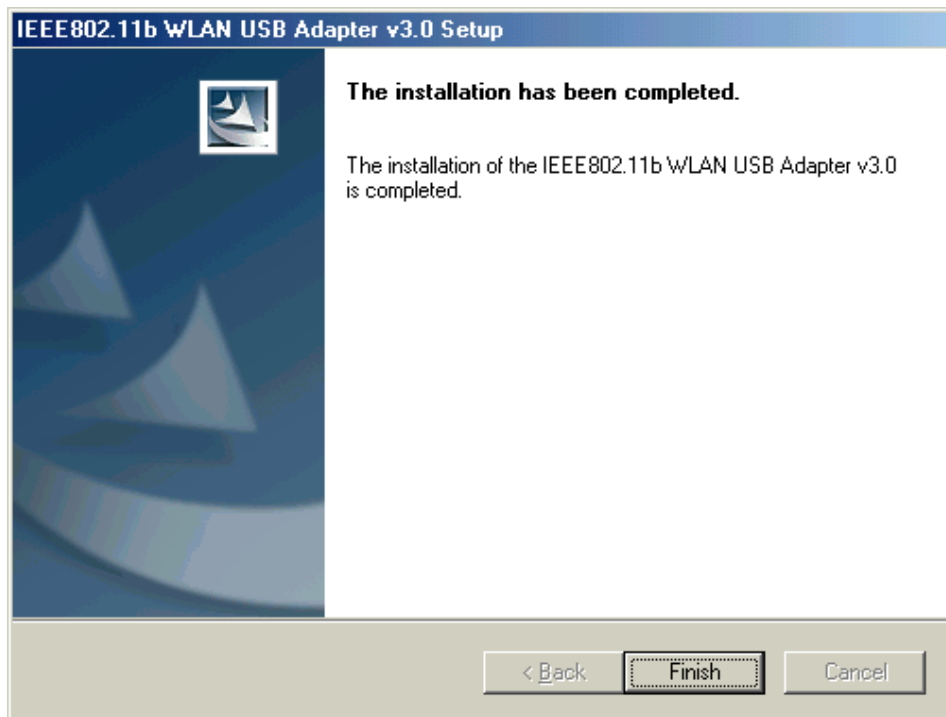 IEEE802.11b WLAN USB Adapter v3.0 Setup
The installation has been completed.
The installation of the IEEE802.11b WLAN USB Adapter v3.0
is completed.
< Back
Finish
Cancel